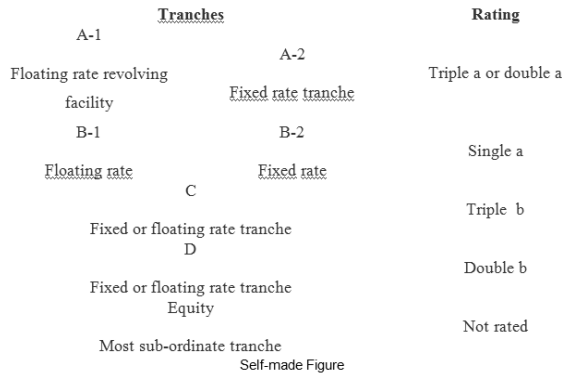 Tranches Rating
A-1
A-2
Floating rate revolving Triple a or double a
Fixed rate tranche
facility
B-1 B-2
Single a
Floating rate Fixed rate
C
Triple b
Fixed or floating rate tranche
D
Double b
Fixed or floating rate tranche
Equity
Not rated
Most sub-ordinate tranche
Self-made Figure